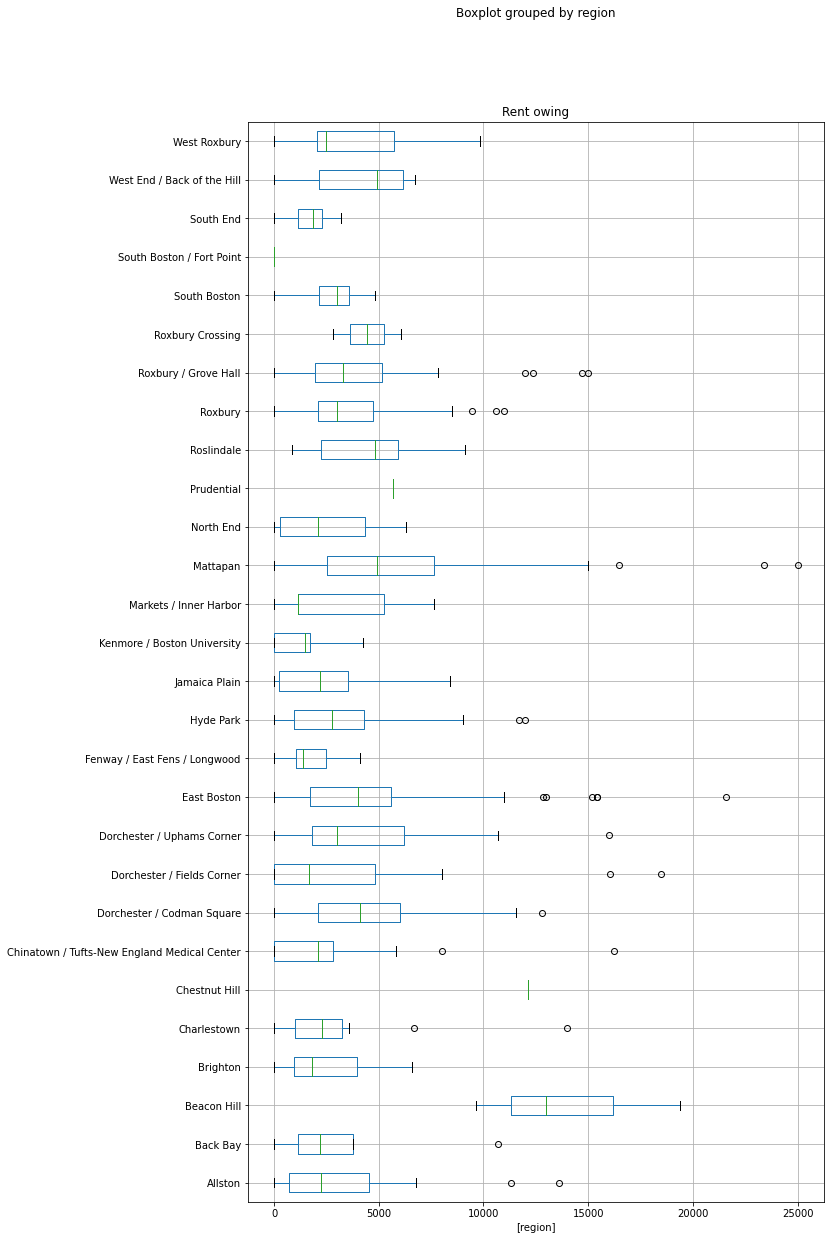 Boxplot grouped by region
Rent owing
West Roxbury
West End / Back of the Hill
South End
South Boston / Fort Point
South Boston
Roxbury Crossing
Roxbury / Grove Hall
Roxbury
Roslindale
Prudential
North End
Mattapan
Markets / Inner Harbor
Kenmore / Boston University
Jamaica Plain
Hyde Park
Fenway / East Fens / Longwood
East Boston
Dorchester / Uphams Corner
Dorchester / Fields Corner
Dorchester / Codman Square
Chinatown / Tufts-New England Medical Center
Chestnut Hill
Charlestown
Brighton
Beacon Hill
Back Bay
Allston
0 5000 10000 15000 20000 25000
[region]